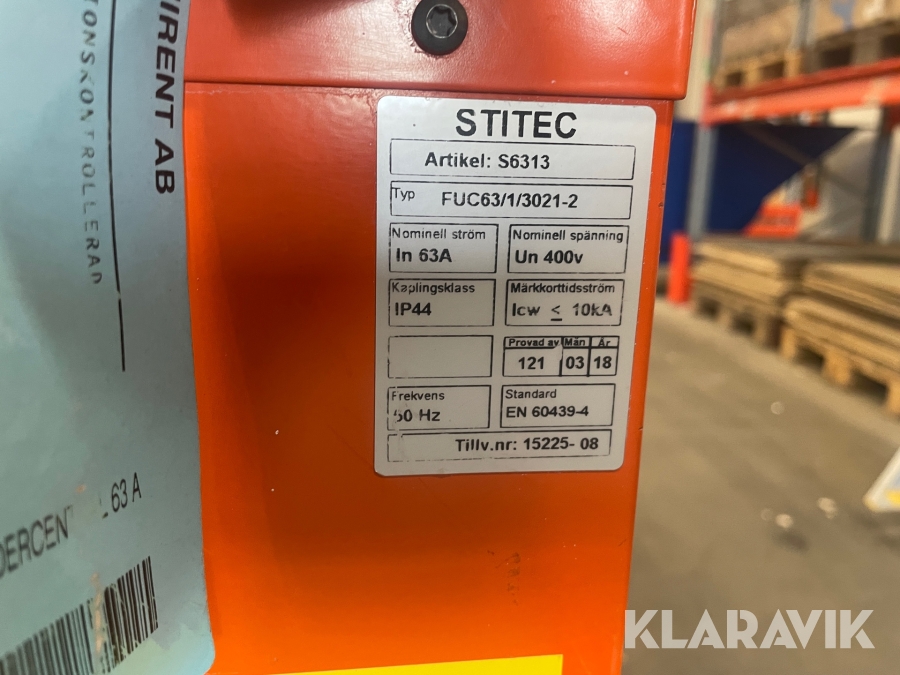 IRENT AB
IONSKONTROLLERAD
63 A
STITEC
Artikel: S6313
Typ FUC63/1/3021-2
Nominell ström
In 63A
Nominell spänning
Un 400v
Kaplingsklass
IP44
Märkkorttidsström
Icw ≤ 10kA
Provad av Mån År
121 03 18
Frekvens
50 Hz
Standard
EN 60439-4
Tillv.nr: 15225- 08
KLARAVIK